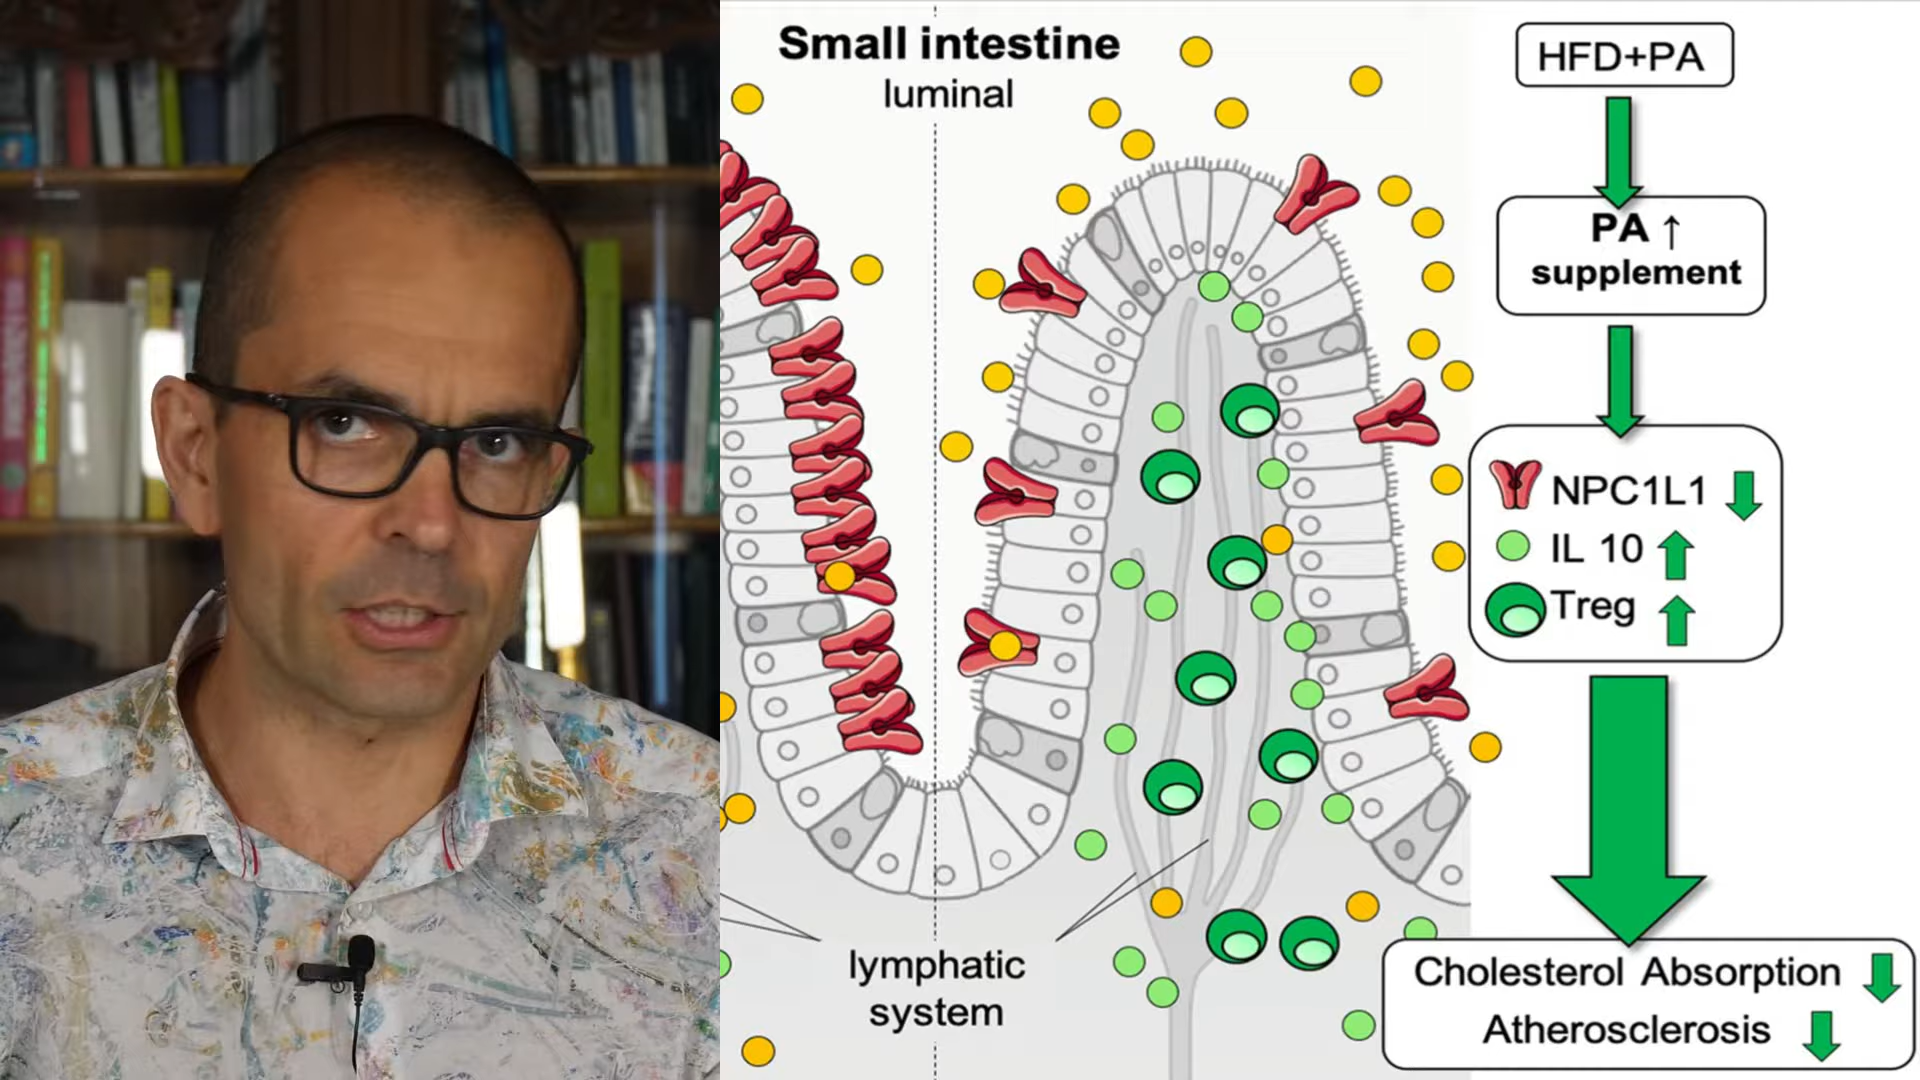 Small intestine
luminal
HFD+PA
PA ↑
supplement
NPC1L1
IL 10
Treg
lymphatic
system
Cholesterol Absorption
Atherosclerosis